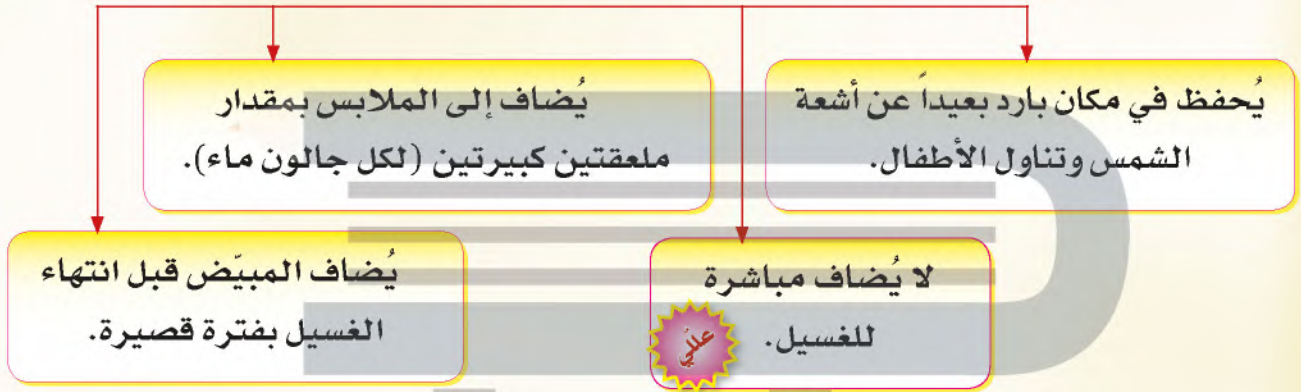 يُحفظ في مكان بارد بعيداً عن أشعة
الشمس وتناول الأطفال.
يُضاف إلى الملابس بمقدار
ملعقتين كبيرتين (لكل جالون ماء).
لا يُضاف مباشرة
للغسيل.
عللي
يُضاف المبيّض قبل انتهاء
الغسيل بفترة قصيرة.